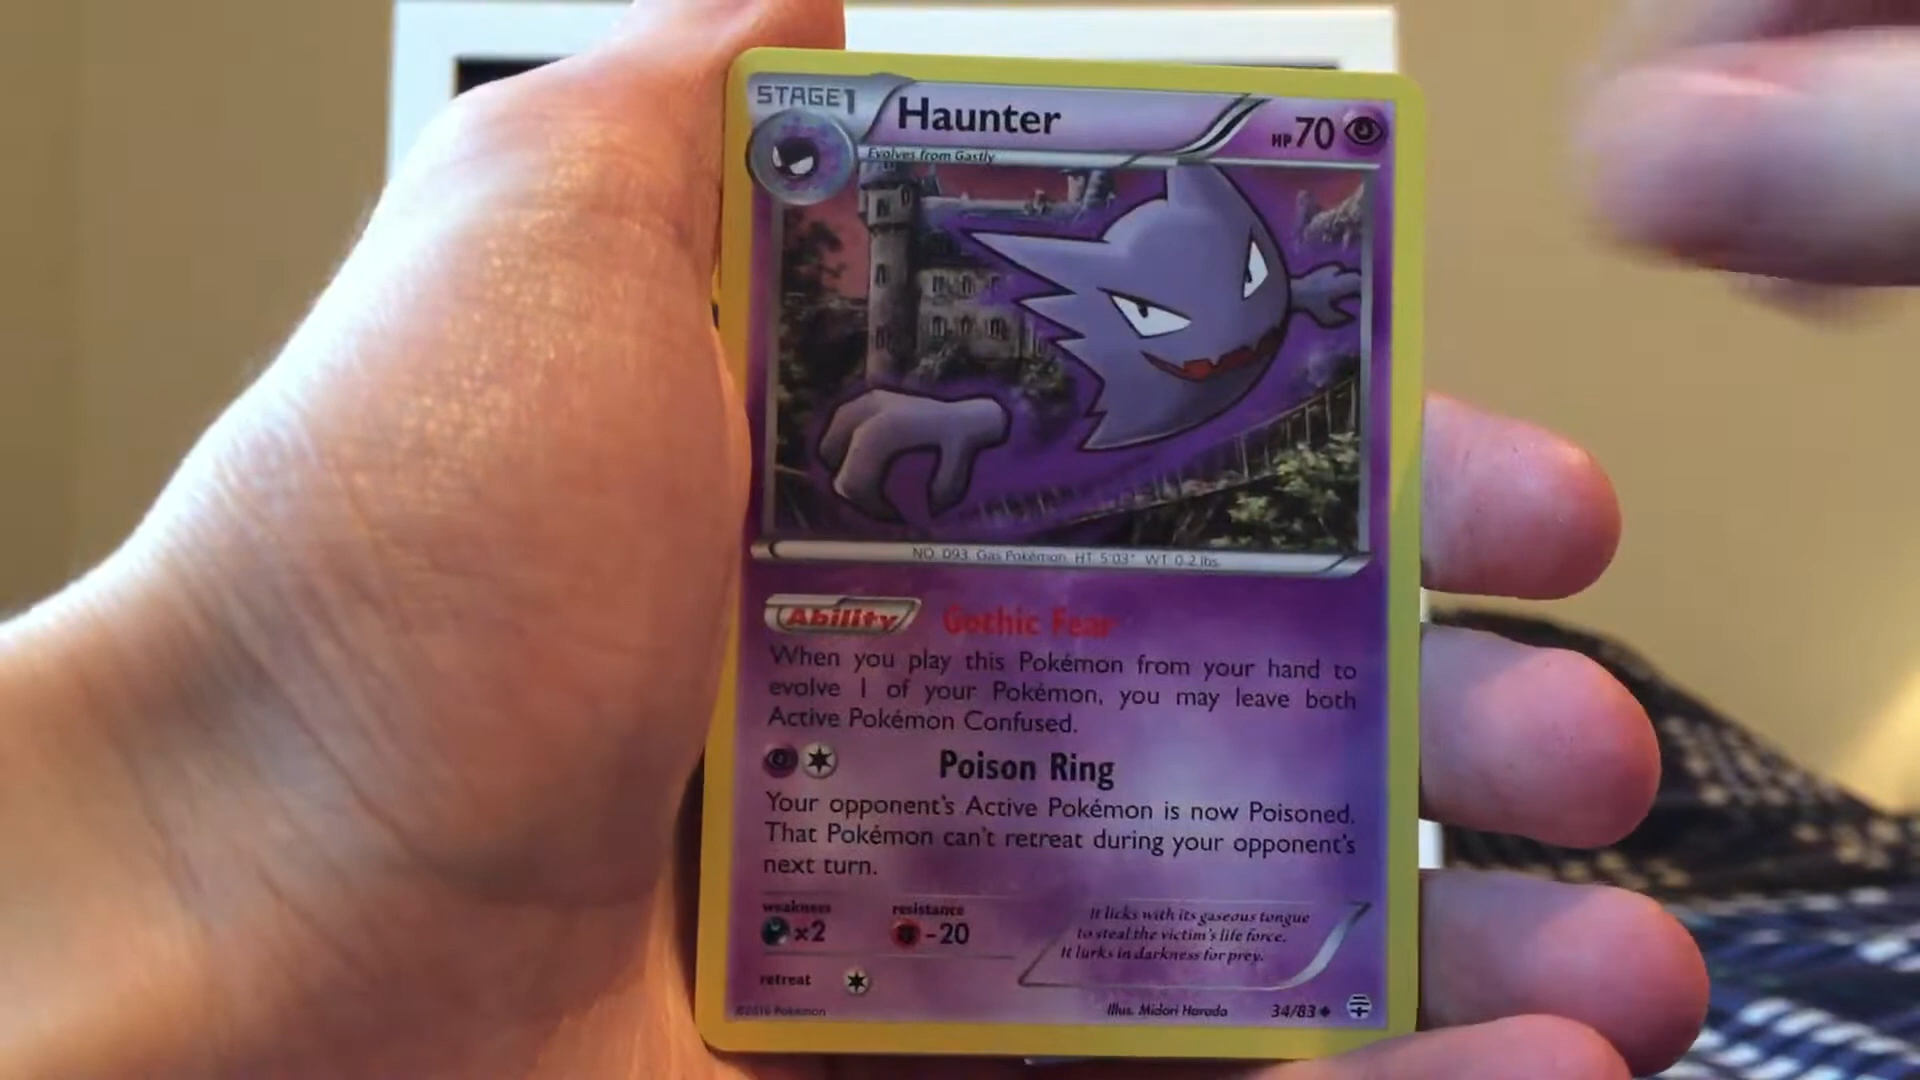 STAGE1
Haunter
HP70
Evolves from Gastly
NO. 093 Gas Pokémon HT 5'03" WT 0.2 lbs.
Ability Gothic Fear
When you play this Pokémon from your hand to
evolve 1 of your Pokémon, you may leave both
Active Pokémon Confused.
Poison Ring
Your opponent's Active Pokémon is now Poisoned.
That Pokémon can't retreat during your opponent's
next turn.
weakness
x2
resistance
-20
retreat
It licks with its gaseous tongue
to steal the victim's life force.
It lurks in darkness for prey.
©2016 Pokémon
Illus. Midori Harada
34/83